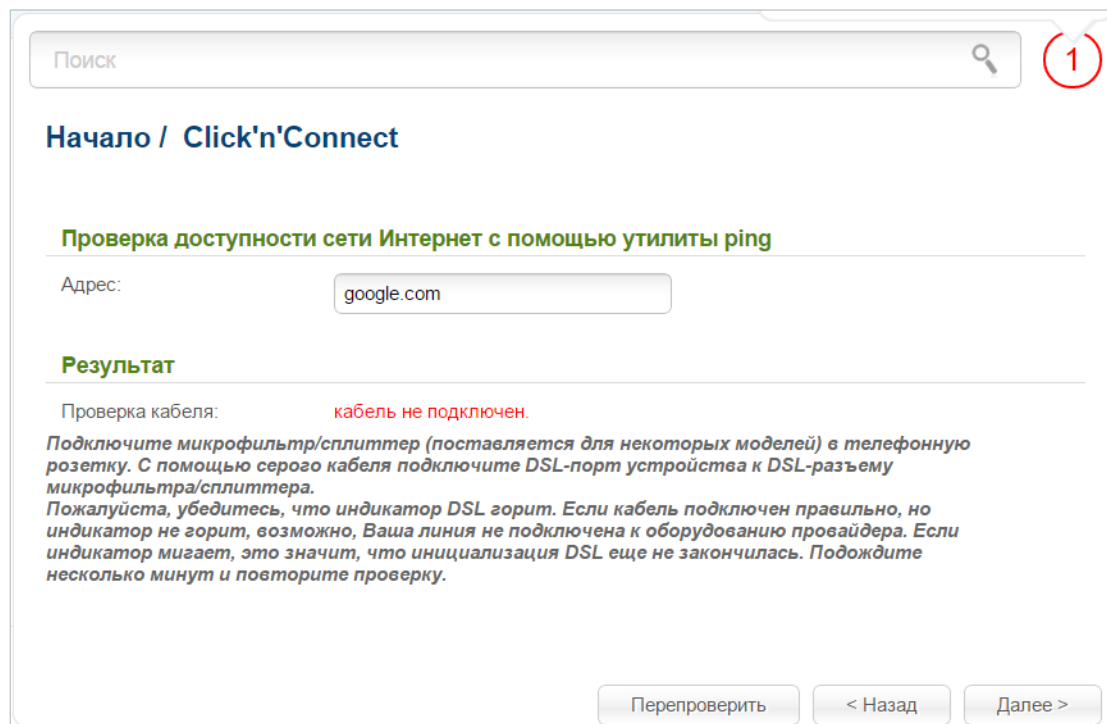 Поиск
1
Начало / Click'n'Connect
Проверка доступности сети Интернет с помощью утилиты ping
Адрес: google.com
Результат
Проверка кабеля: кабель не подключен.
Подключите микрофильтр/сплиттер (поставляется для некоторых моделей) в телефонную
розетку. С помощью серого кабеля подключите DSL-порт устройства к DSL-разъему
микрофильтра/сплиттера.
Пожалуйста, убедитесь, что индикатор DSL горит. Если кабель подключен правильно, но
индикатор не горит, возможно, Ваша линия не подключена к оборудованию провайдера. Если
индикатор мигает, это значит, что инициализация DSL еще не закончилась. Подождите
несколько минут и повторите проверку.
Перепроверить < Назад Далее >